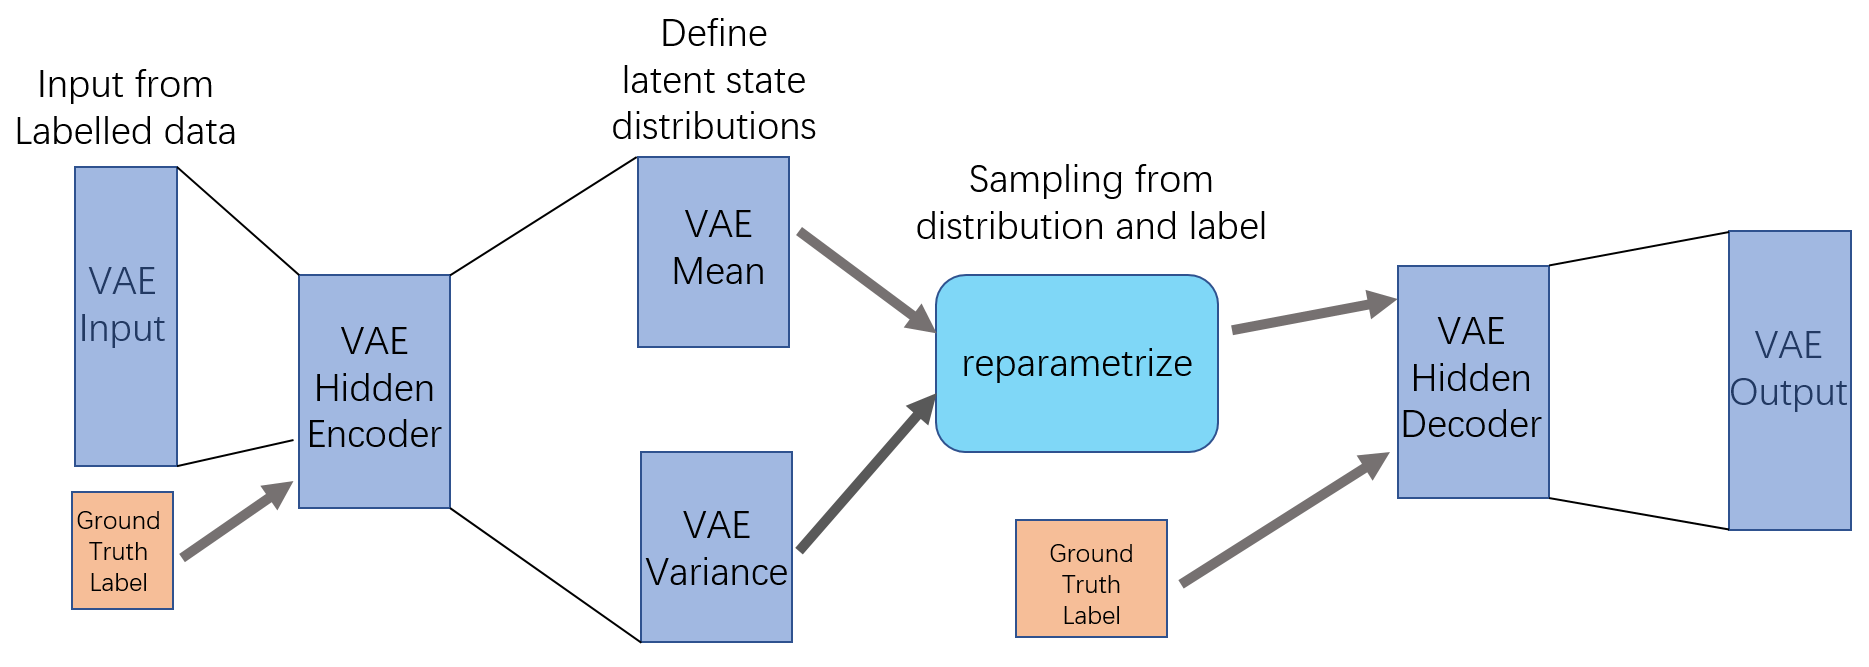 Input from
Labelled data
VAE
Input
Ground
Truth
Label
VAE
Hidden
Encoder
Define
latent state
distributions
VAE
Mean
VAE
Variance
Sampling from
distribution and label
reparametrize
Ground
Truth
Label
VAE
Hidden
Decoder
VAE
Output